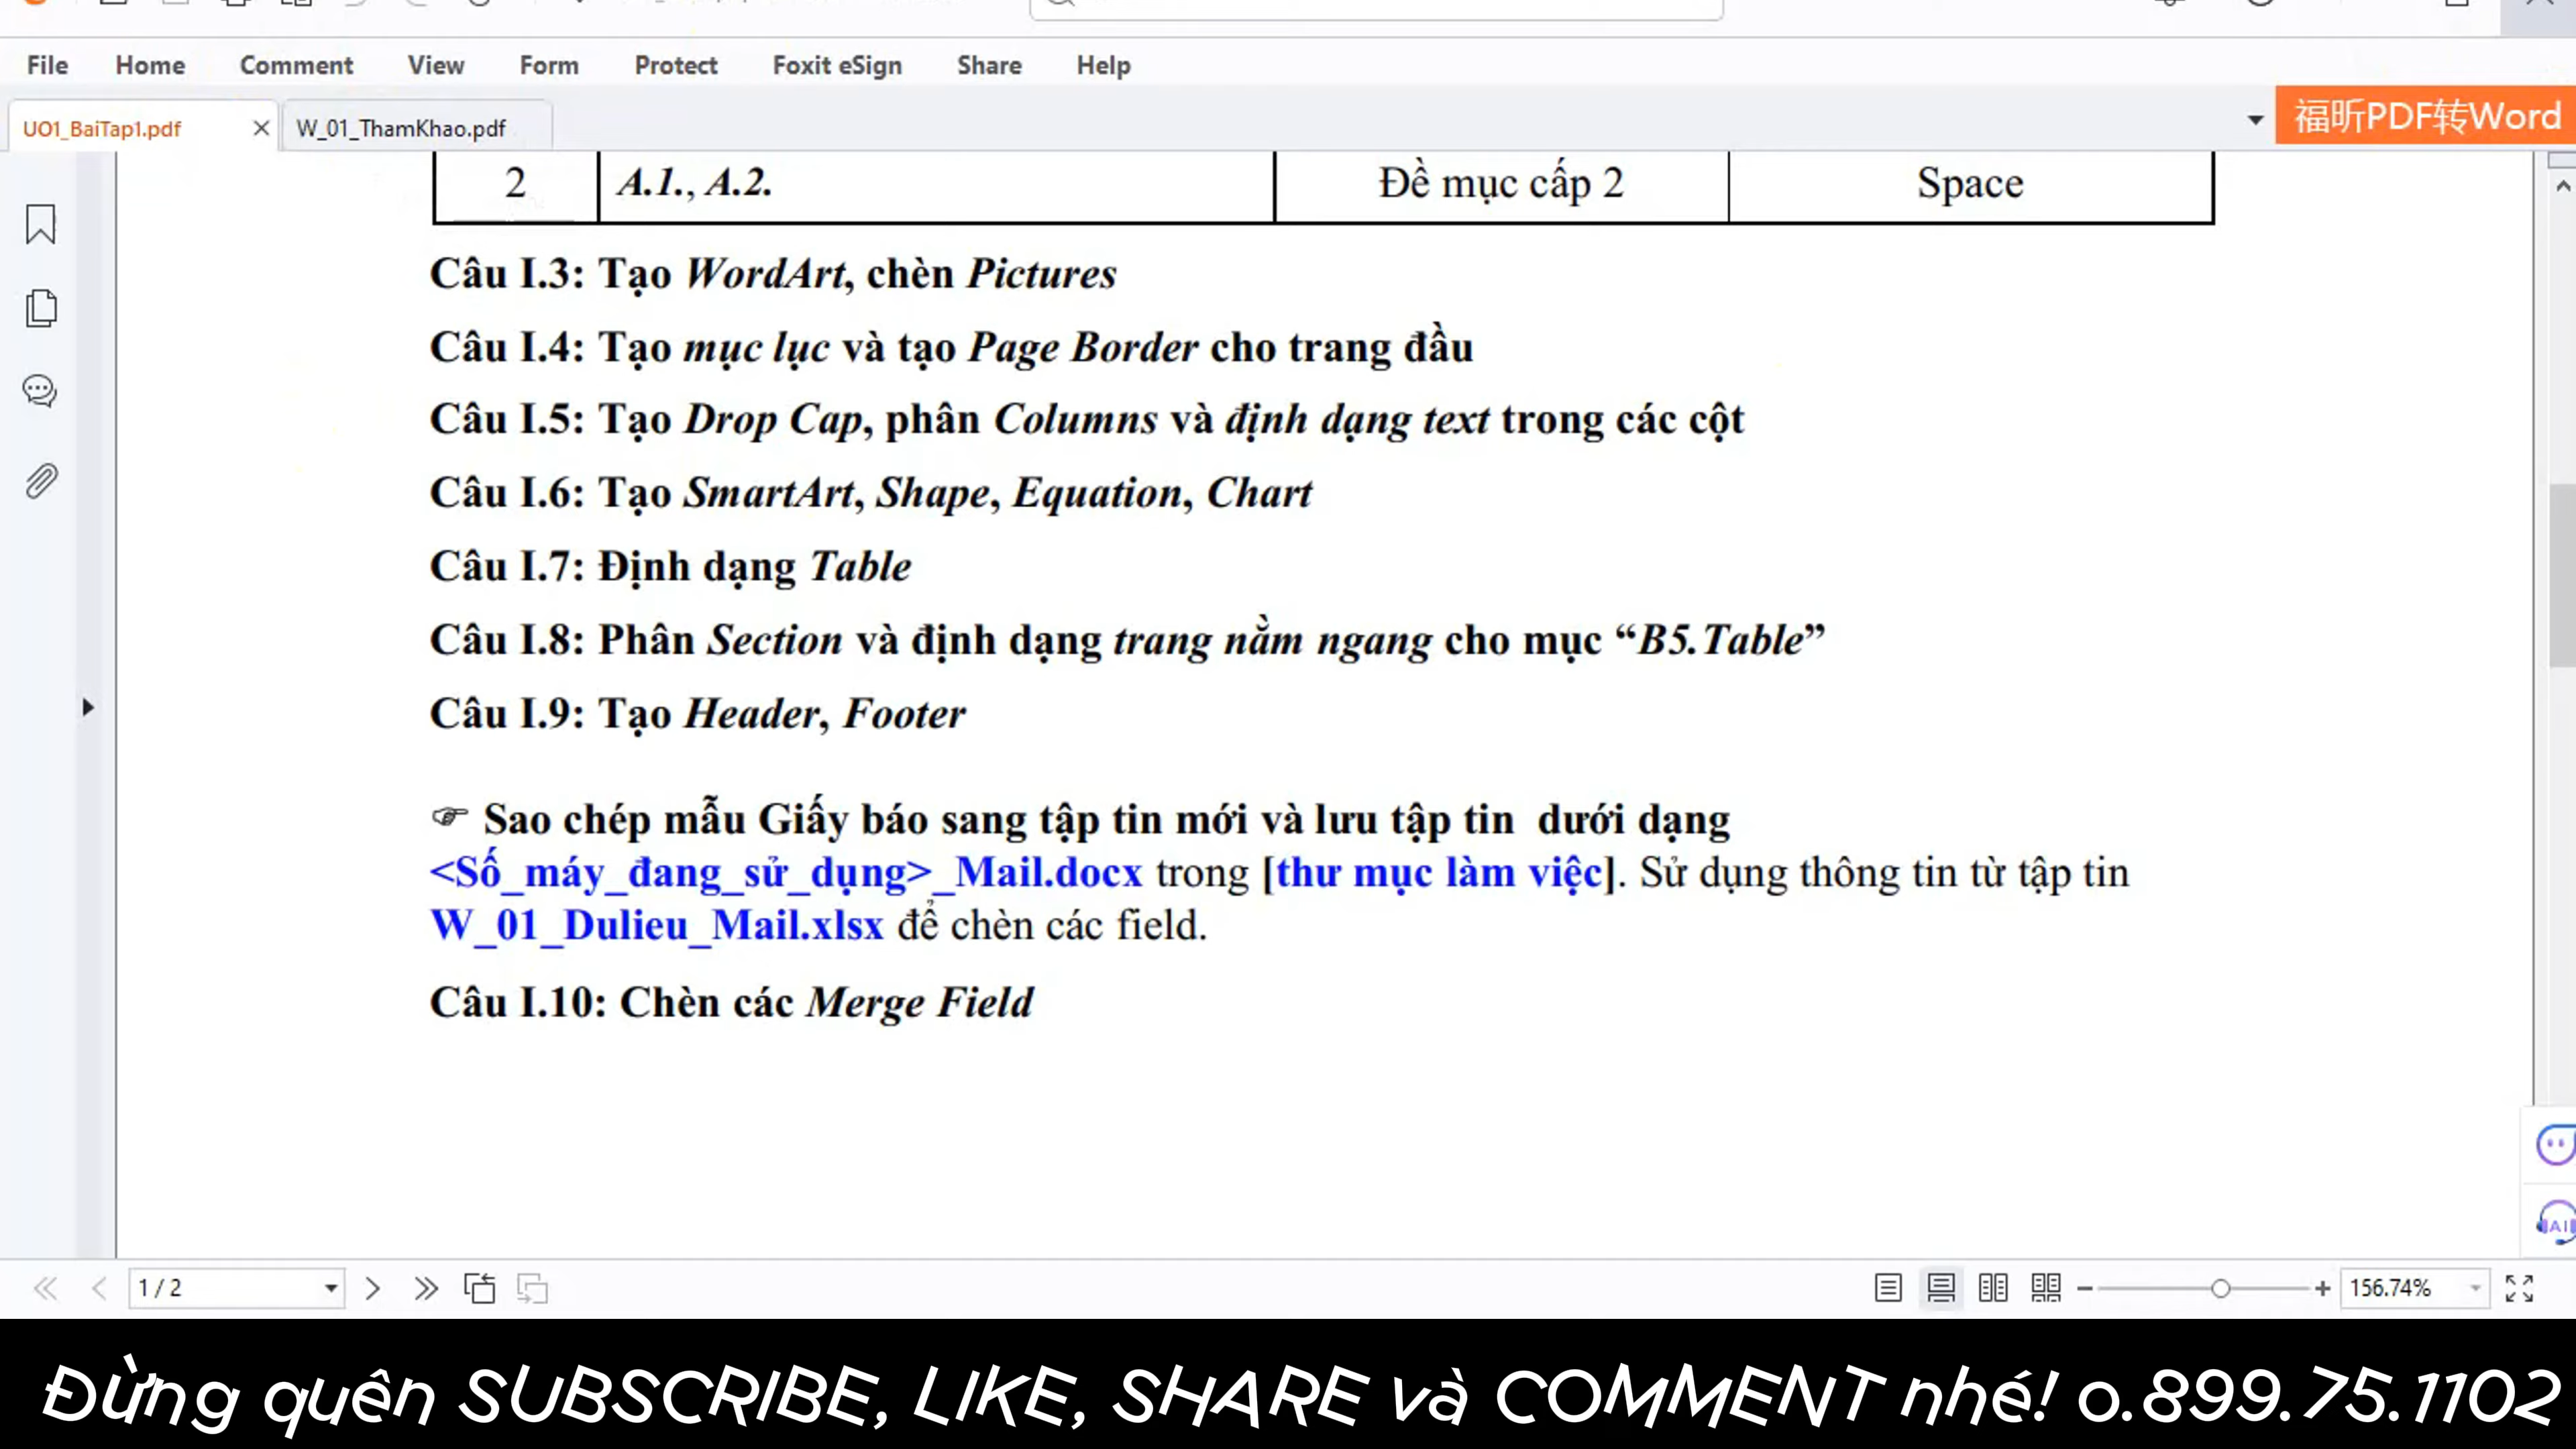 File Home Comment View Form Protect Foxit eSign Share Help
UO1_BaiTap1.pdf W_01_ThamKhao.pdf 福昕PDF转Word
2 A.1., A.2. Đề mục cấp 2 Space
Câu I.3: Tạo WordArt, chèn Pictures
Câu I.4: Tạo mục lục và tạo Page Border cho trang đầu
Câu I.5: Tạo Drop Cap, phân Columns và định dạng text trong các cột
Câu I.6: Tạo SmartArt, Shape, Equation, Chart
Câu I.7: Định dạng Table
Câu I.8: Phân Section và định dạng trang nằm ngang cho mục “B5.Table”
Câu I.9: Tạo Header, Footer
☞ Sao chép mẫu Giấy báo sang tập tin mới và lưu tập tin dưới dạng
<Số_máy_đang_sử_dụng>_Mail.docx trong [thư mục làm việc]. Sử dụng thông tin từ tập tin
W_01_Dulieu_Mail.xlsx để chèn các field.
Câu I.10: Chèn các Merge Field
AI
1 / 2 156.74%
Đừng quên SUBSCRIBE, LIKE, SHARE và COMMENT nhé! 0.899.75.1102